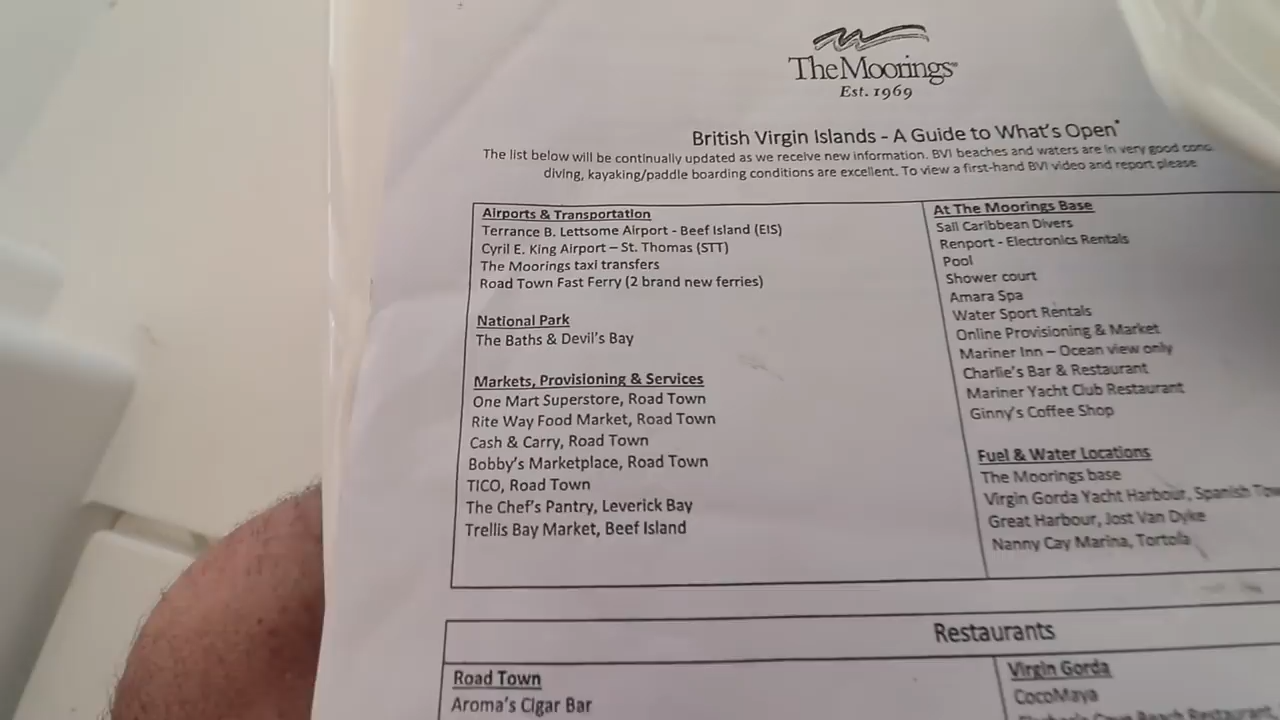 The Moorings
Est. 1969
British Virgin Islands - A Guide to What's Open*
The list below will be continually updated as we receive new information. BVI beaches and waters are in very good
diving, kayaking/paddle boarding conditions are excellent. To view a first-hand BVI video and report please
Airports & Transportation
Terrance B. Lettsome Airport - Beef Island (EIS)
Cyril E. King Airport – St. Thomas (STT)
The Moorings taxi transfers
Road Town Fast Ferry (2 brand new ferries)
National Park
The Baths & Devil's Bay
Markets, Provisioning & Services
One Mart Superstore, Road Town
Rite Way Food Market, Road Town
Cash & Carry, Road Town
Bobby's Marketplace, Road Town
TICO, Road Town
The Chef's Pantry, Leverick Bay
Trellis Bay Market, Beef Island
At The Moorings Base
Sail Caribbean Divers
Renport - Electronics Rentals
Pool
Shower court
Amara Spa
Water Sport Rentals
Online Provisioning & Market
Mariner Inn – Ocean view only
Charlie's Bar & Restaurant
Mariner Yacht Club Restaurant
Ginny's Coffee Shop
Fuel & Water Locations
The Moorings base
Virgin Gorda Yacht Harbour, Spanish
Great Harbour, Jost Van Dyke
Nanny Cay Marina, Tortola
Restaurants
Road Town
Aroma's Cigar Bar
Virgin Gorda
CocoMaya